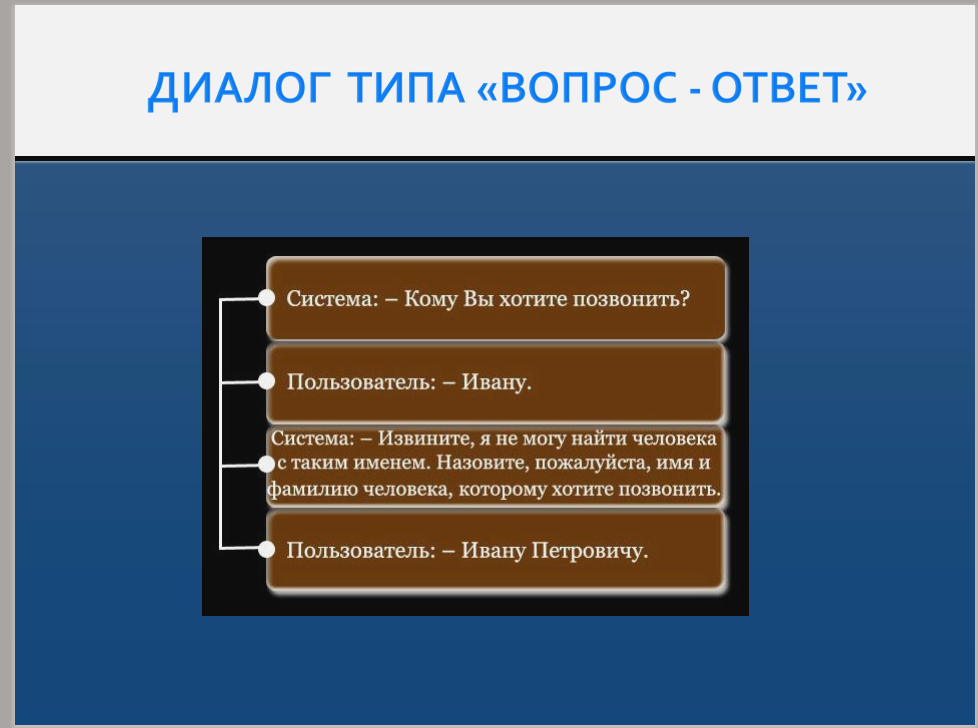 ДИАЛОГ ТИПА «ВОПРОС - ОТВЕТ»
Система: – Кому Вы хотите позвонить?
Пользователь: – Ивану.
Система: – Извините, я не могу найти человека
с таким именем. Назовите, пожалуйста, имя и
фамилию человека, которому хотите позвонить.
Пользователь: – Ивану Петровичу.